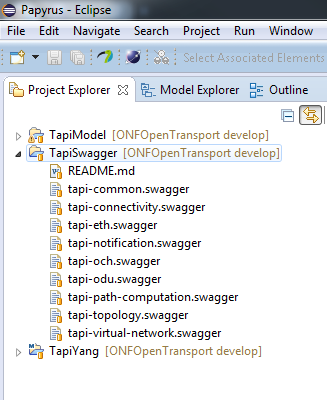 Papyrus - Eclipse
File Edit Navigate Search Project Run Window
Select Associated Elements
Project Explorer Model Explorer Outline
TapiModel [ONFOpenTransport develop]
TapiSwagger [ONFOpenTransport develop]
README.md
tapi-common.swagger
tapi-connectivity.swagger
tapi-eth.swagger
tapi-notification.swagger
tapi-och.swagger
tapi-odu.swagger
tapi-path-computation.swagger
tapi-topology.swagger
tapi-virtual-network.swagger
TapiYang [ONFOpenTransport develop]